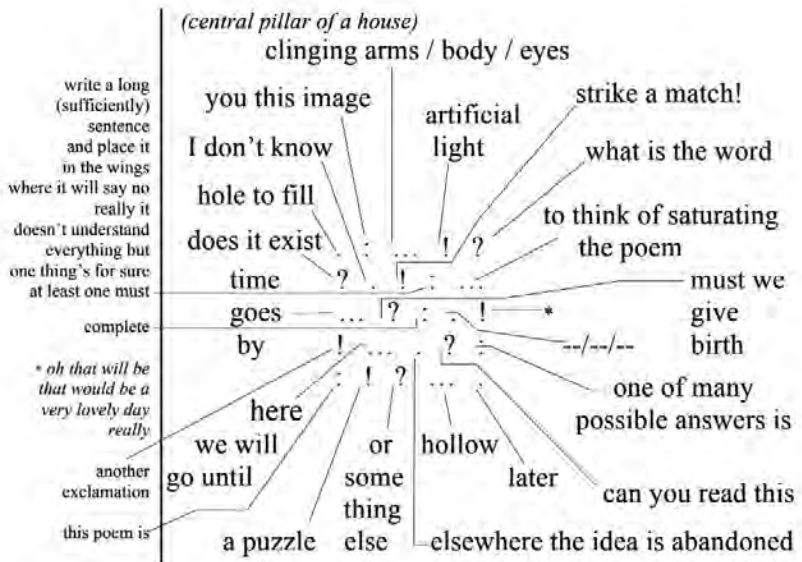 (central pillar of a house)
clinging arms / body / eyes
write a long
(sufficiently)
sentence
and place it
in the wings
where it will say no
really it
doesn't understand
everything but
one thing's for sure
at least one must
complete
* oh that will be
that would be a
very lovely day
really
another
exclamation
this poem is
you this image
I don't know
hole to fill
does it exist
artificial
light
strike a match!
what is the word
to think of saturating
the poem
. : ... ! ?
? . ! : ...
... ? : . ! *
! ... . ? :
: ! ? ... .
time
goes
by
must we
give
birth
--/--/--
one of many
possible answers is
here
we will
go until
or
some
thing
else
hollow
later
can you read this
a puzzle
elsewhere the idea is abandoned